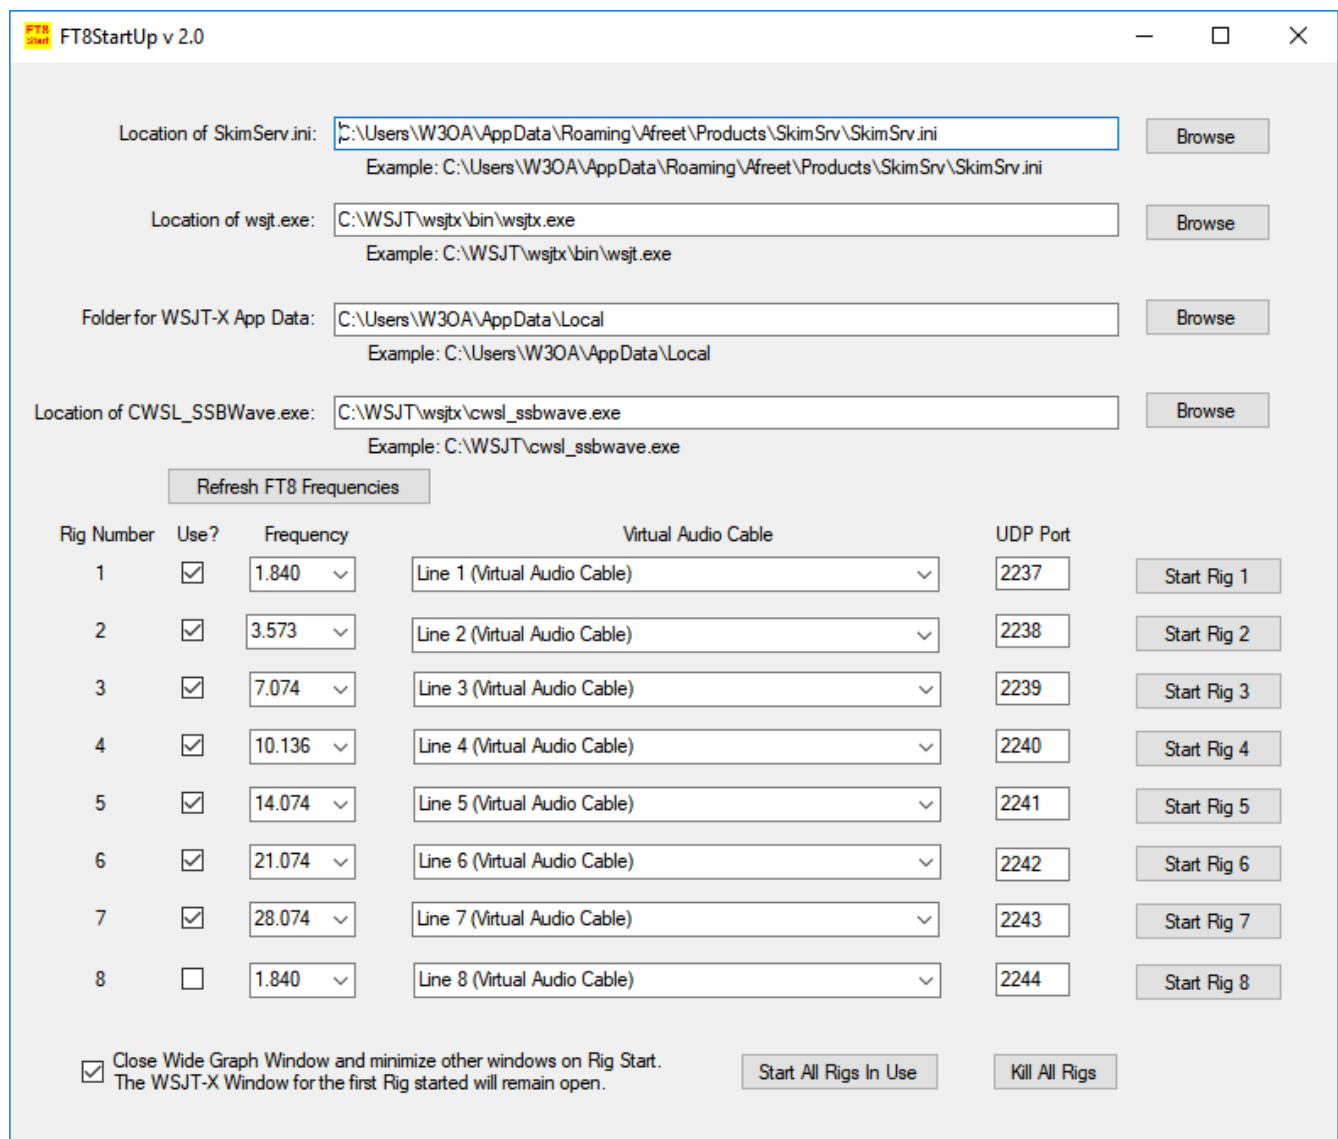 FT8 Start
FT8StartUp v 2.0
Location of SkimServ.ini: C:\Users\W3OA\AppData\Roaming\Afreet\Products\SkimSrv\SkimSrv.ini Browse
Example: C:\Users\W3OA\AppData\Roaming\Afreet\Products\SkimSrv\SkimSrv.ini
Location of wsjt.exe: C:\WSJT\wsjtx\bin\wsjtx.exe Browse
Example: C:\WSJT\wsjtx\bin\wsjt.exe
Folder for WSJT-X App Data: C:\Users\W3OA\AppData\Local Browse
Example: C:\Users\W3OA\AppData\Local
Location of CWSL_SSBWave.exe: C:\WSJT\wsjtx\cwsl_ssbwave.exe Browse
Example: C:\WSJT\cwsl_ssbwave.exe
Refresh FT8 Frequencies
Rig Number Use? Frequency Virtual Audio Cable UDP Port
1 1.840 Line 1 (Virtual Audio Cable) 2237 Start Rig 1
2 3.573 Line 2 (Virtual Audio Cable) 2238 Start Rig 2
3 7.074 Line 3 (Virtual Audio Cable) 2239 Start Rig 3
4 10.136 Line 4 (Virtual Audio Cable) 2240 Start Rig 4
5 14.074 Line 5 (Virtual Audio Cable) 2241 Start Rig 5
6 21.074 Line 6 (Virtual Audio Cable) 2242 Start Rig 6
7 28.074 Line 7 (Virtual Audio Cable) 2243 Start Rig 7
8 1.840 Line 8 (Virtual Audio Cable) 2244 Start Rig 8
Close Wide Graph Window and minimize other windows on Rig Start.
The WSJT-X Window for the first Rig started will remain open.
Start All Rigs In Use Kill All Rigs